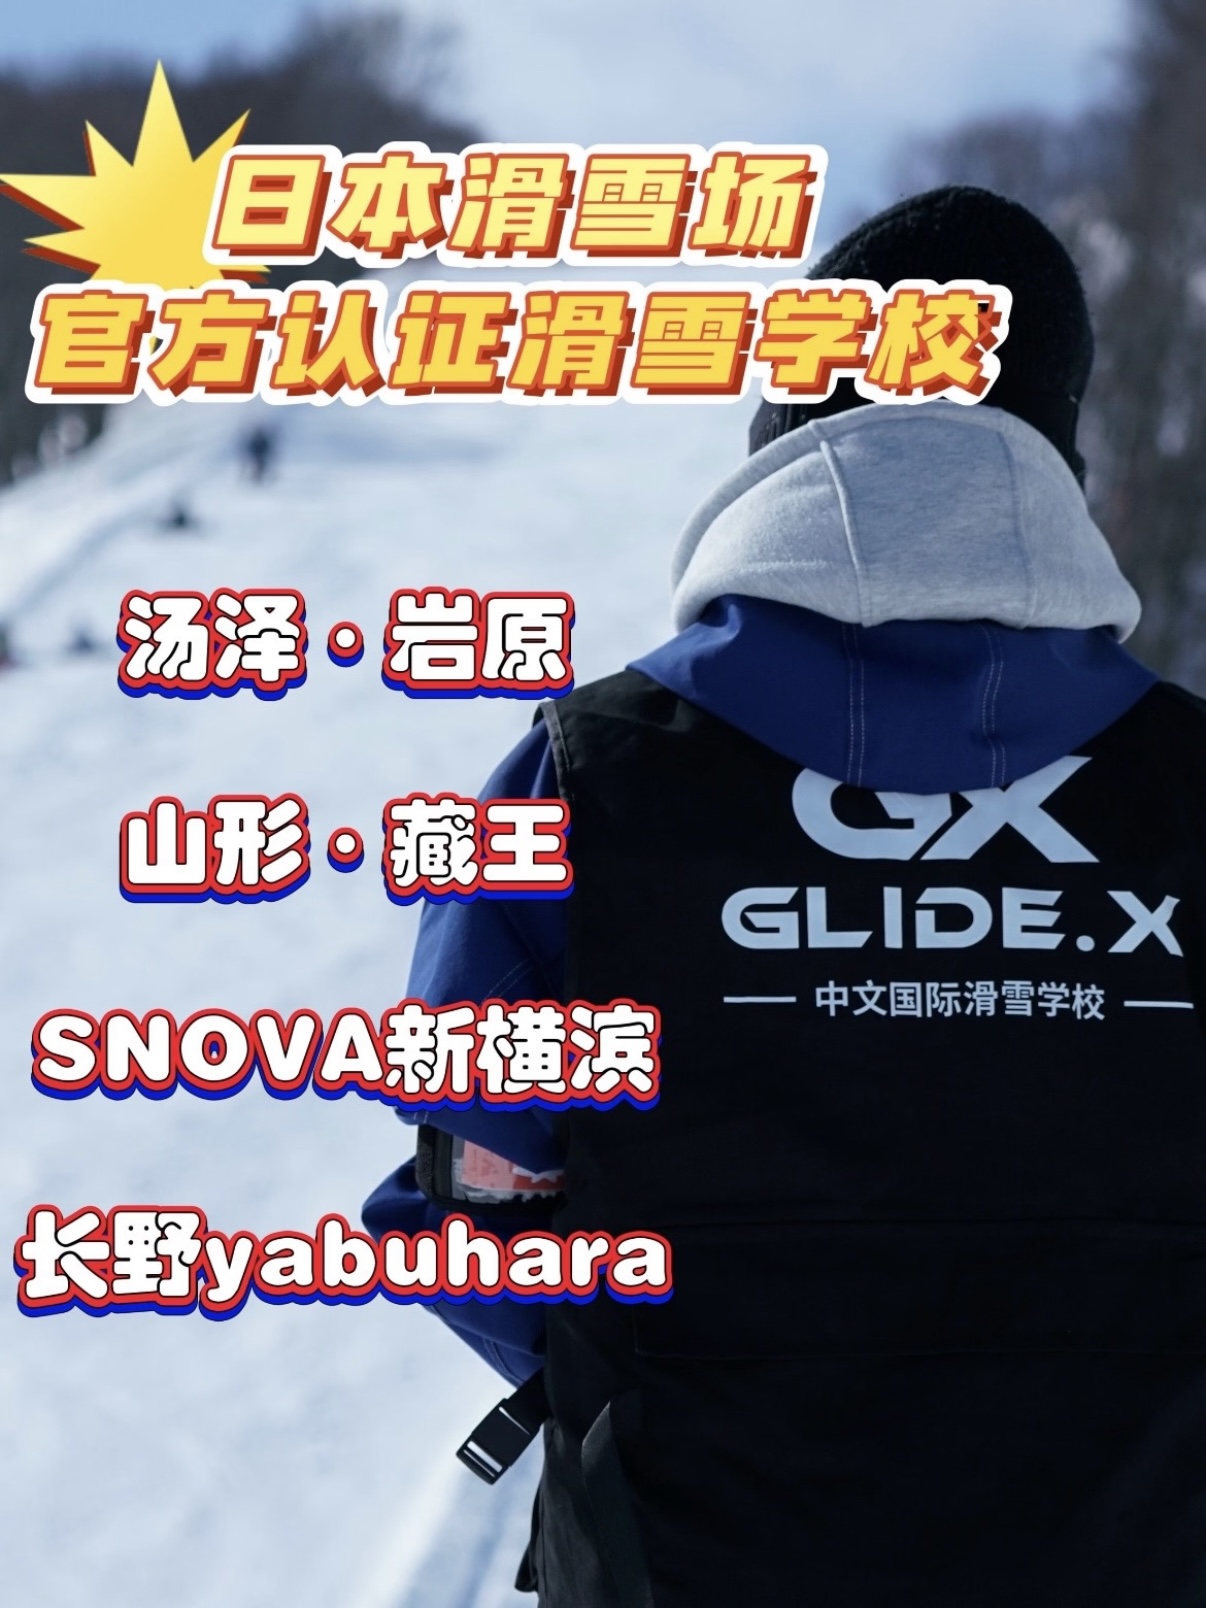 日本滑雪场
官方认证滑雪学校
汤泽·岩原
山形·藏王
SNOVA新横滨
长野yabuhara
GX
GLIDE.X
中文国际滑雪学校